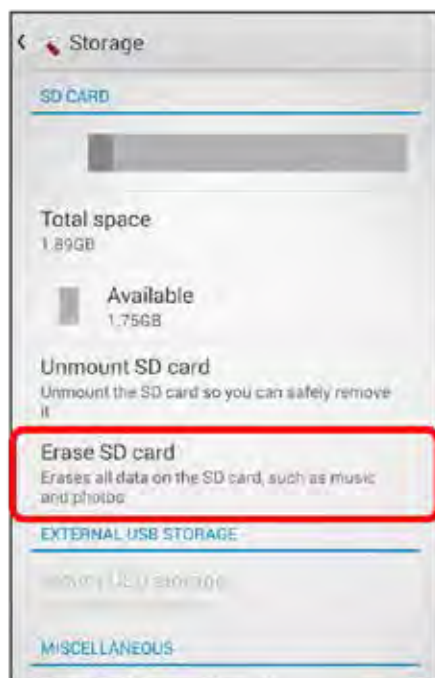 Storage
SD CARD
Total space
1.89GB
Available
1.75GB
Unmount SD card
Unmount the SD card so you can safely remove
it
Erase SD card
Erases all data on the SD card, such as music
and photos
EXTERNAL USB STORAGE
storage
MISCELLANEOUS